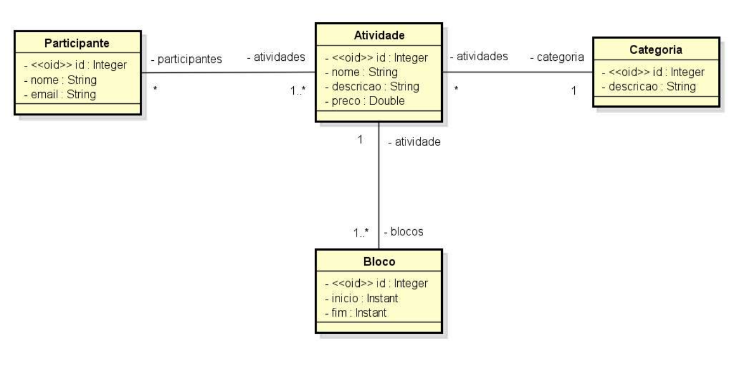 Participante
- <<oid>> id : Integer
- nome : String
- email : String
- participantes
*
- atividades
1..*
Atividade
- <<oid>> id : Integer
- nome : String
- descricao : String
- preco : Double
- atividades
*
- categoria
1
Categoria
- <<oid>> id : Integer
- descricao : String
1
- atividade
1..*
- blocos
Bloco
- <<oid>> id : Integer
- inicio : Instant
- fim : Instant